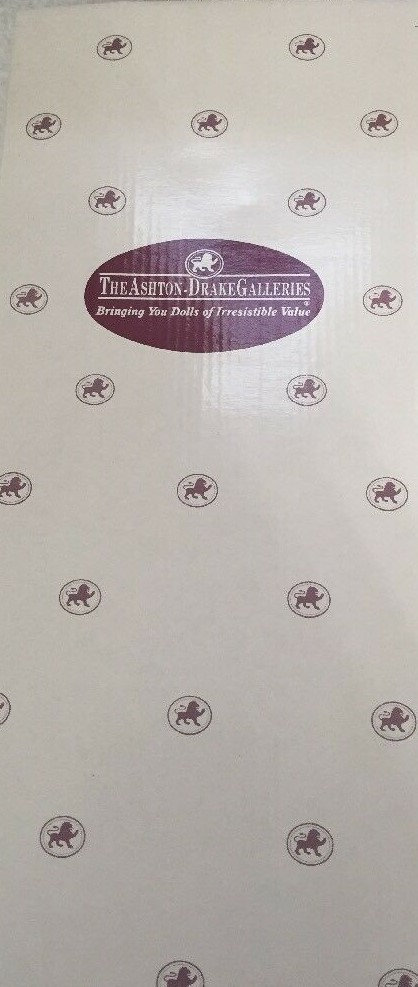 The Ashton-Drake Galleries ®
Bringing You Dolls of Irresistible Value